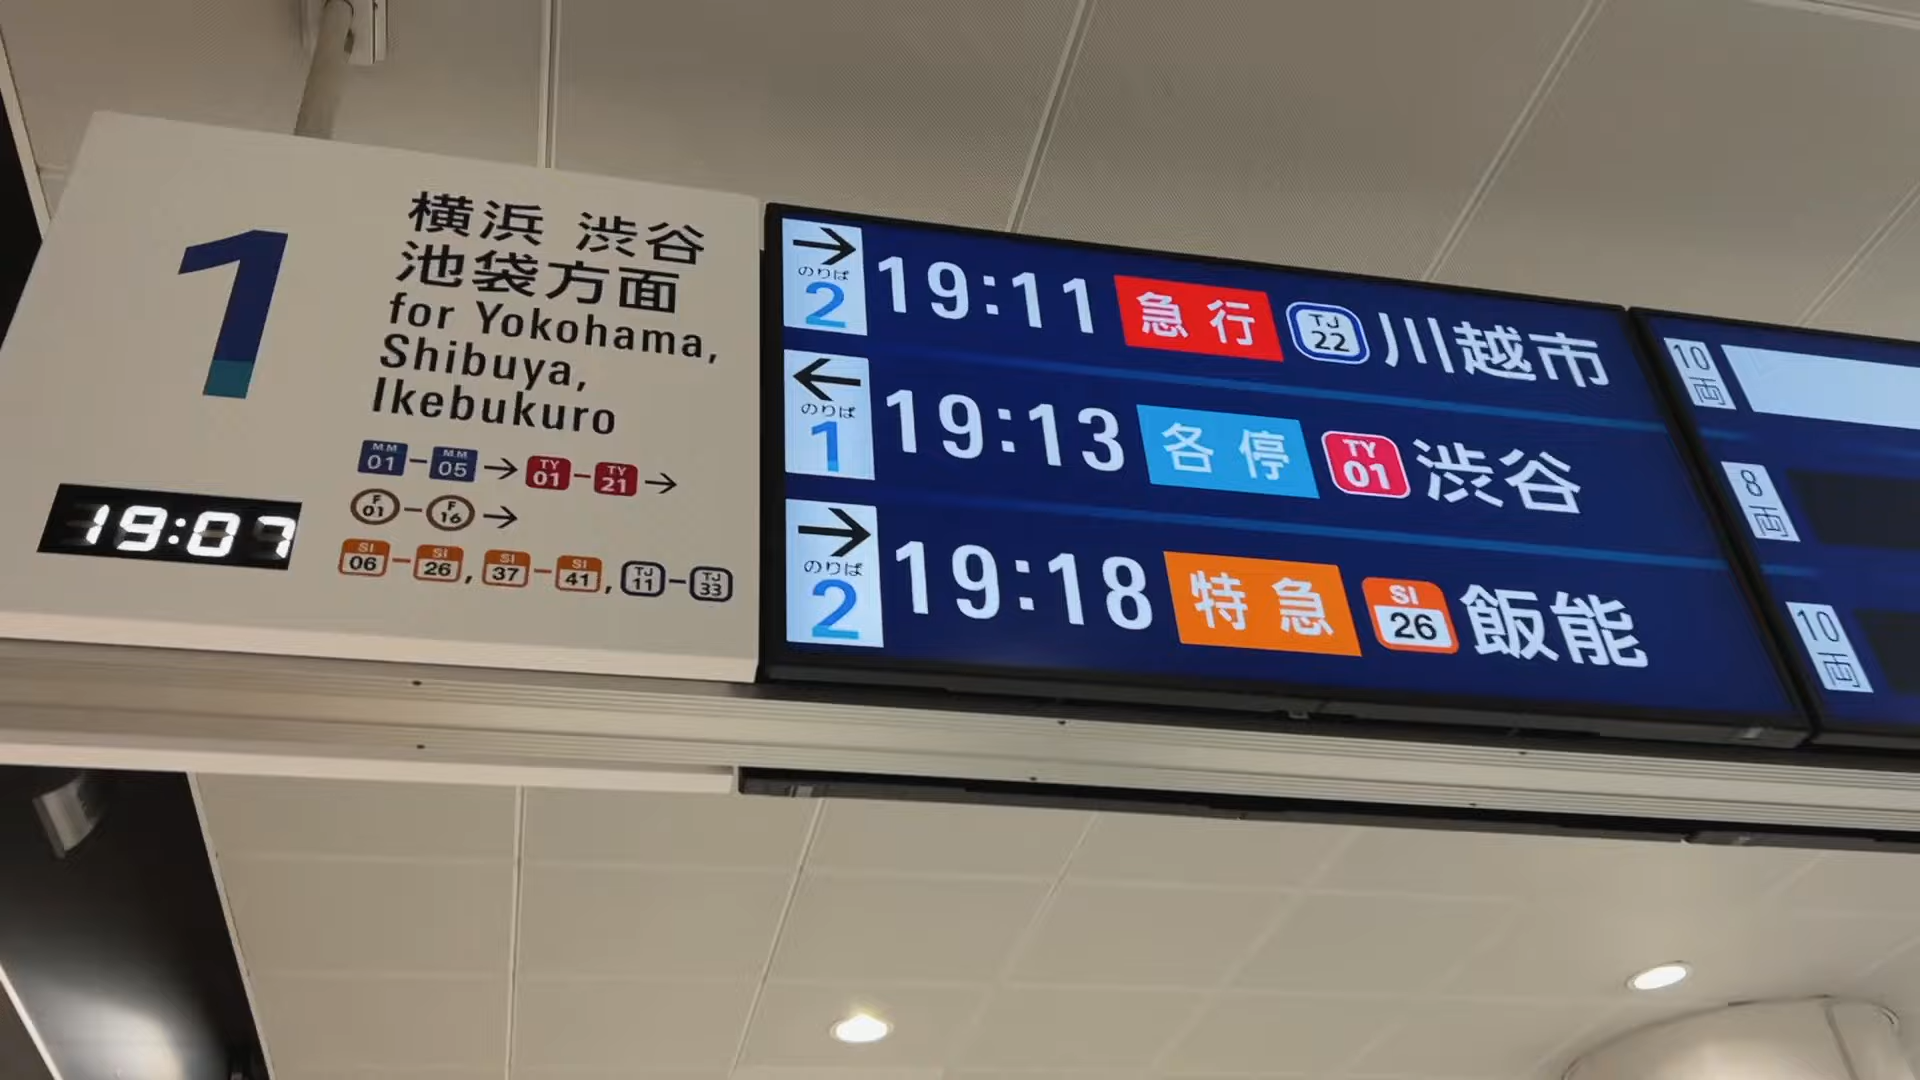 1
横浜 渋谷
池袋方面
for Yokohama,
Shibuya,
Ikebukuro
MM 01 – MM 05 → TY 01 – TY 21 →
F 01 – F 16 →
SI 06 – SI 26, SI 37 – SI 41, TJ 11 – TJ 33
19:07
→ のりば 2 19:11 急行 TJ 22 川越市 10両
← のりば 1 19:13 各停 TY 01 渋谷 8両
→ のりば 2 19:18 特急 SI 26 飯能 10両